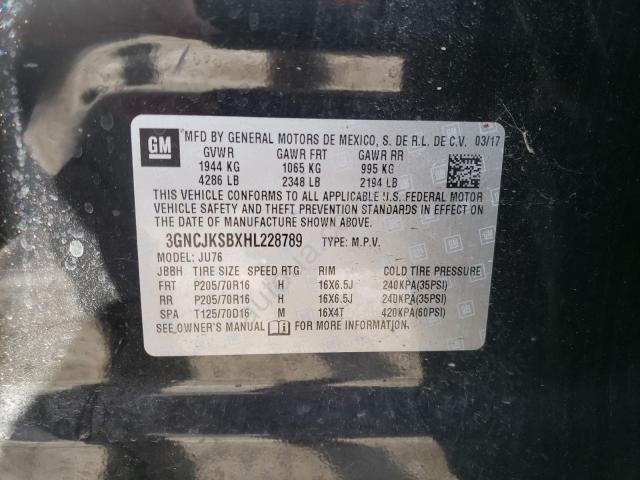 GM
MFD BY GENERAL MOTORS DE MEXICO, S. DE R.L. DE C.V. 03/17
GVWR GAWR FRT GAWR RR
1944 KG 1065 KG 995 KG
4286 LB 2348 LB 2194 LB
THIS VEHICLE CONFORMS TO ALL APPLICABLE U.S. FEDERAL MOTOR
VEHICLE SAFETY AND THEFT PREVENTION STANDARDS IN EFFECT ON
THE DATE OF MANUFACTURE SHOWN ABOVE.
3GNCJKSBXHL228789 TYPE: M.P.V.
MODEL: JU76
JBBH TIRE SIZE SPEED RTG RIM COLD TIRE PRESSURE
FRT P205/70R16 H 16X6.5J 240KPA(35PSI)
RR P205/70R16 H 16X6.5J 240KPA(35PSI)
SPA T125/70D16 M 16X4T 420KPA(60PSI)
SEE OWNER'S MANUAL FOR MORE INFORMATION.